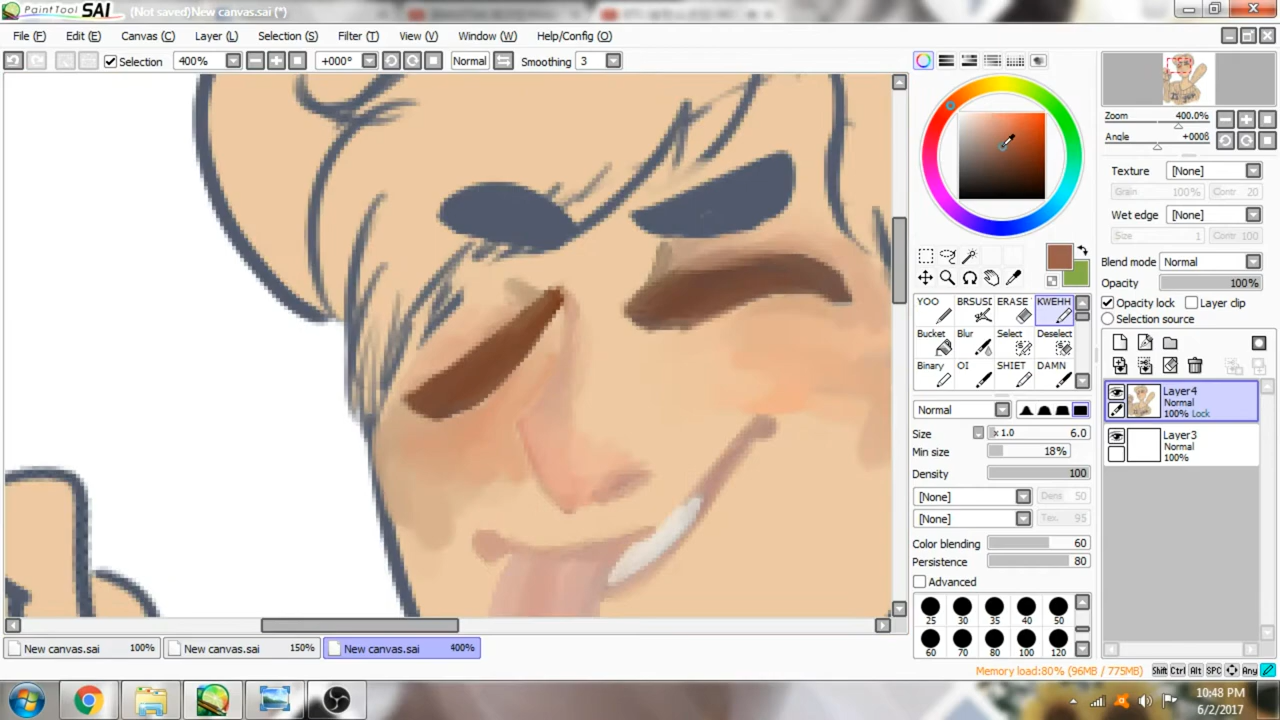 PaintTool SAI (Not saved)New canvas.sai (*)
File (F) Edit (E) Canvas (C) Layer (L) Selection (S) Filter (T) View (V) Window (W) Help/Config (O)
Selection 400% +000° Normal Smoothing 3
Zoom 400.0%
Angle +000ß
Texture [None]
Grain 100% Contr 20
Wet edge [None]
Size 1 Contr 100
Blend mode Normal
Opacity 100%
Opacity lock Layer clip
Selection source
YOO BRSUSI ERASE KWEHH
Bucket Blur Select Deselect
Binary OI SHIET DAMN
Normal
Size x 1.0 6.0
Min size 18%
Density 100
[None] Dens 50
[None] Tex. 95
Color blending 60
Persistence 80
Advanced
25 30 35 40 50
60 70 80 100 120
Layer4
Normal
100% Lock
Layer3
Normal
100%
New canvas.sai 100% New canvas.sai 150% New canvas.sai 400%
Memory load:80% (96MB / 775MB) Shift Ctrl Alt SPC Any
10:48 PM
6/2/2017